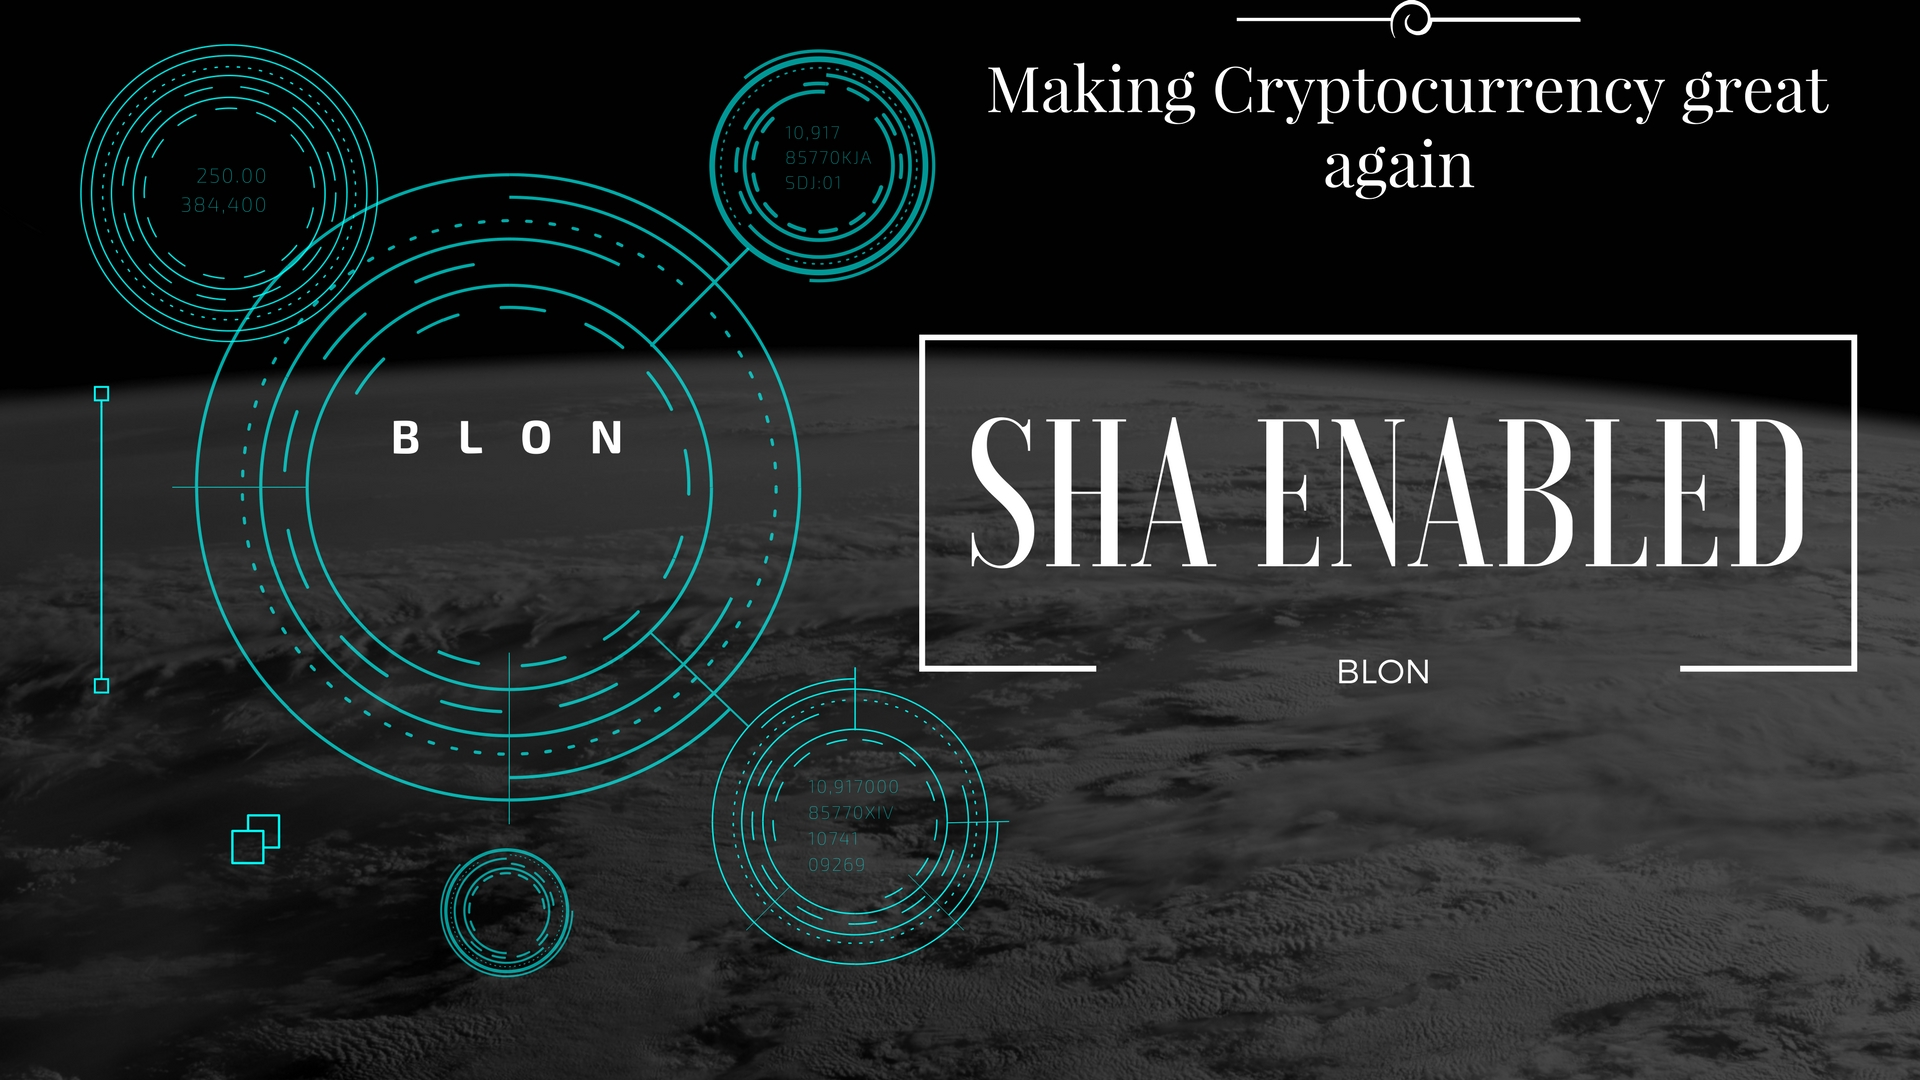 250.00
384,400
10,917
85770KJA
SDJ:01
Making Cryptocurrency great
again
BLON
SHA ENABLED
BLON
10,917000
85770XIV
10741
09269